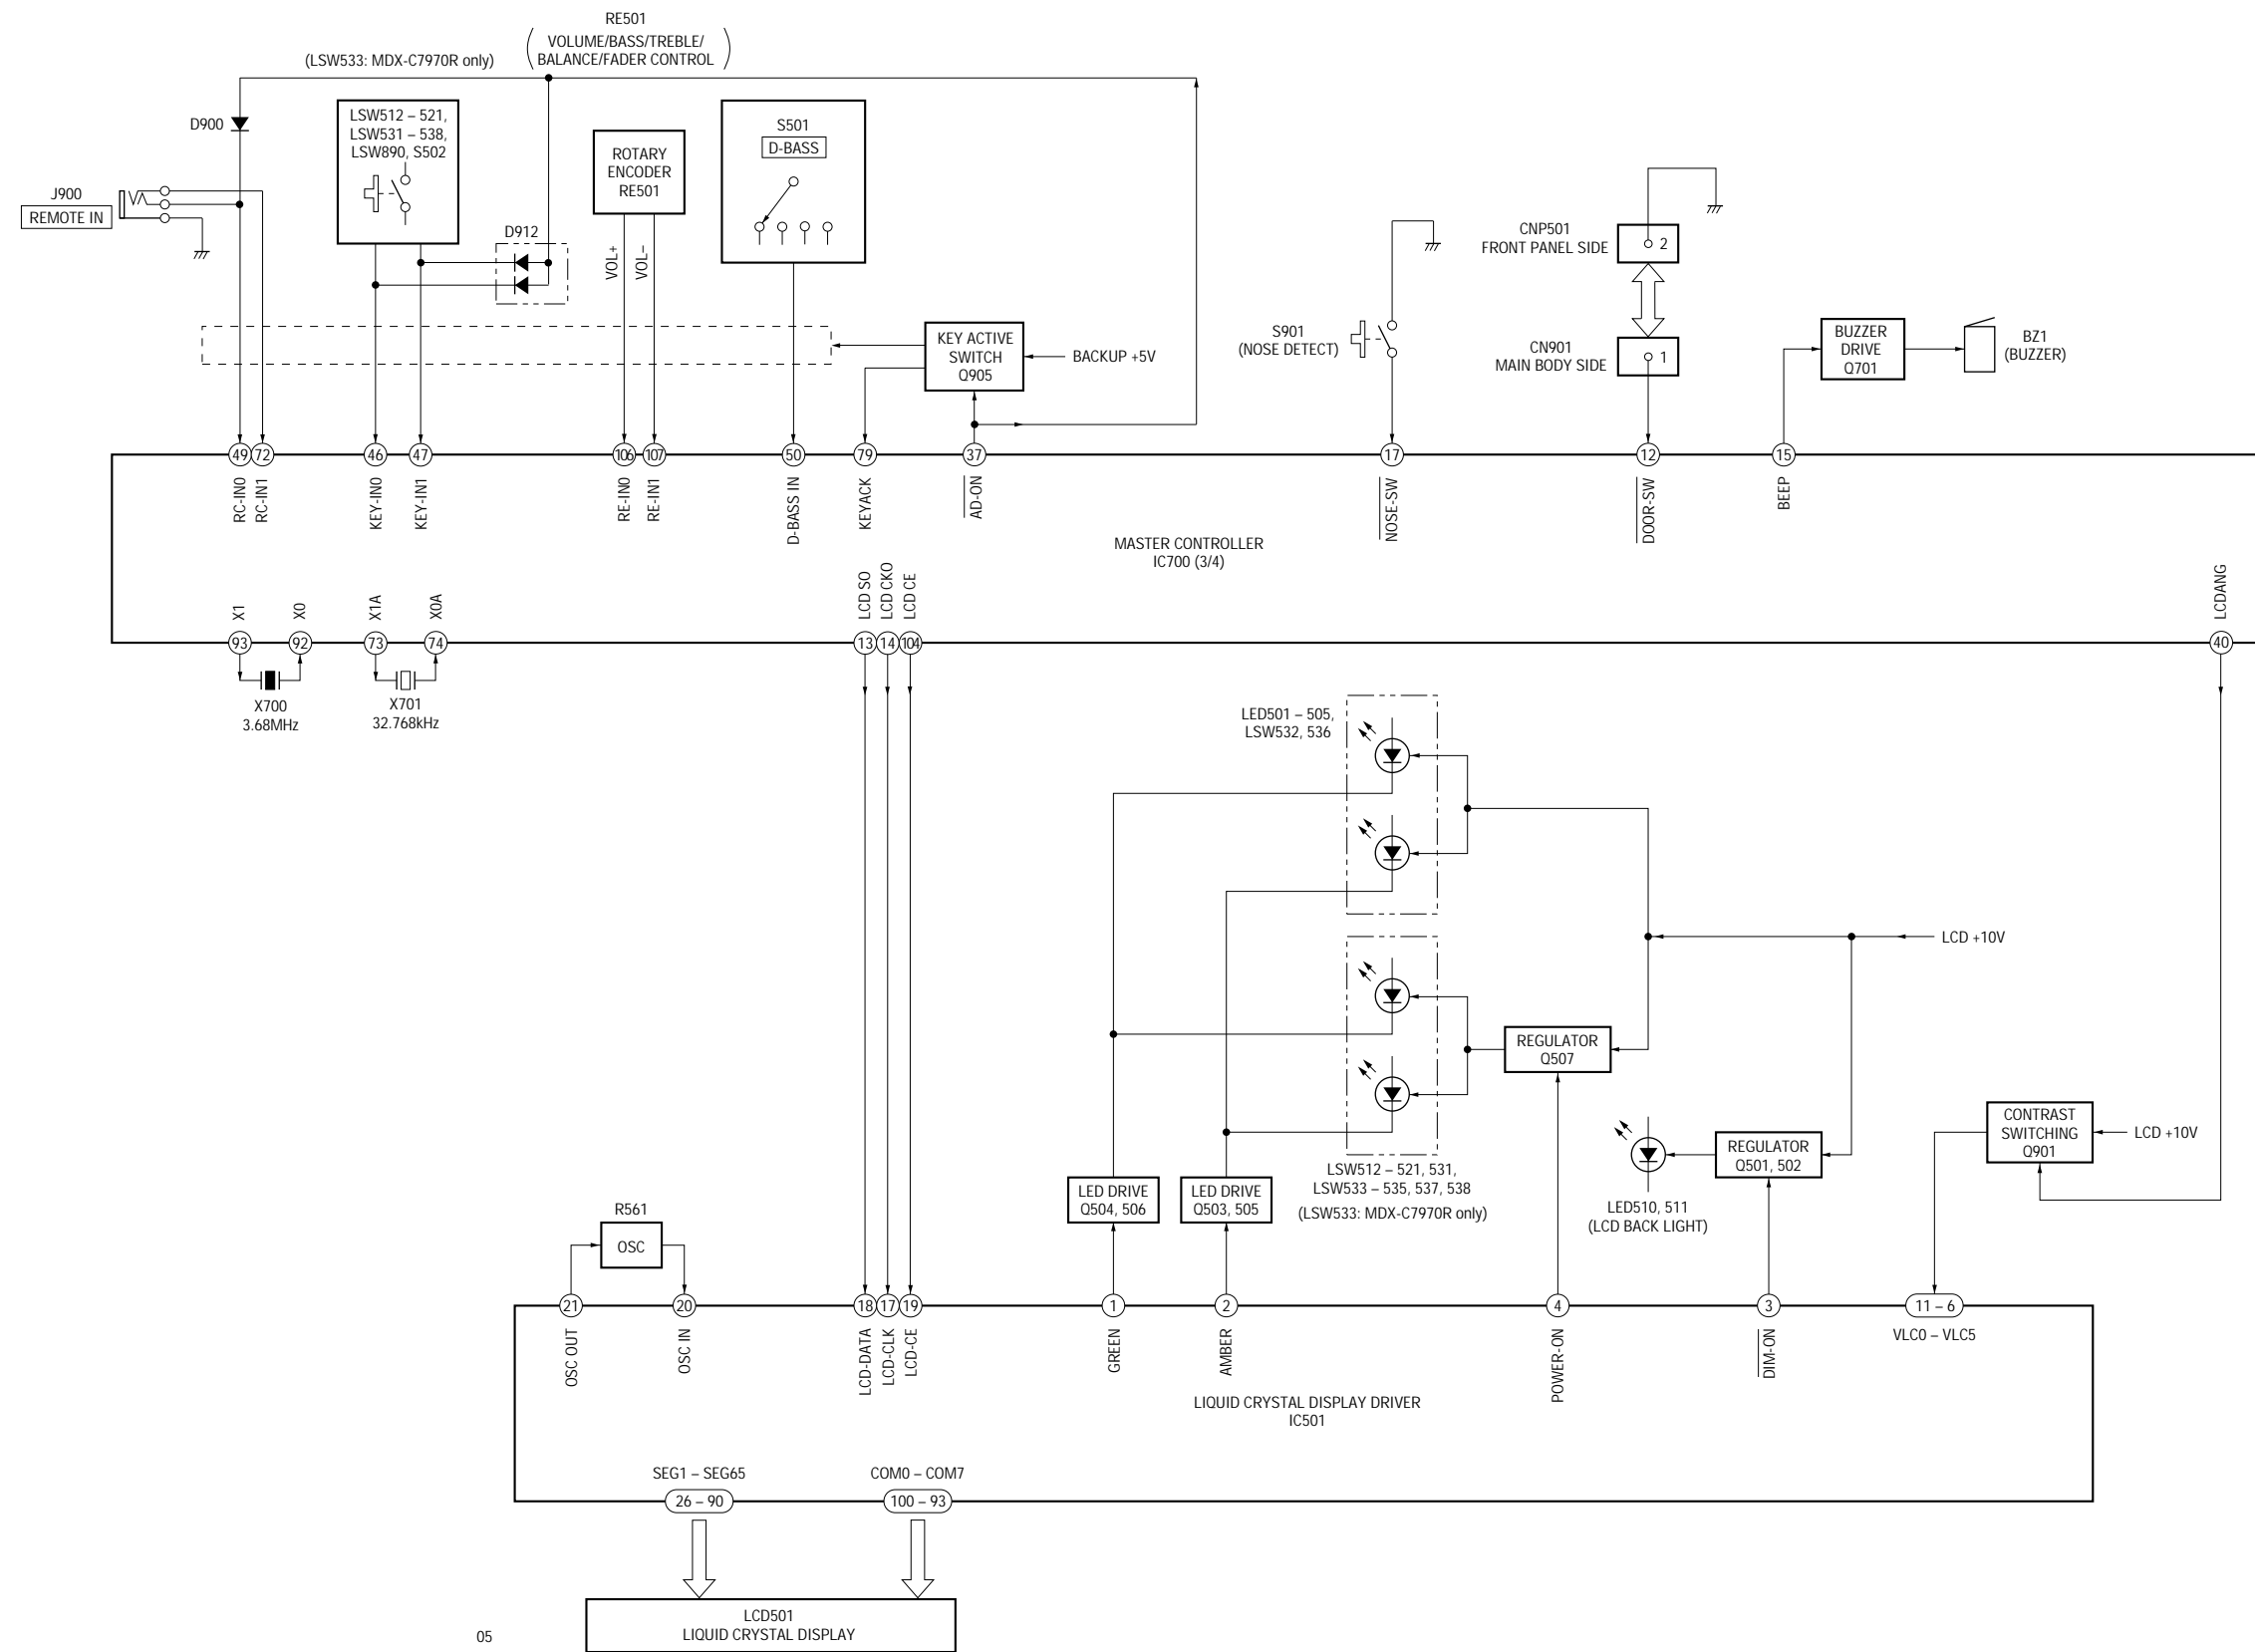 RE501
VOLUME/BASS/TREBLE/
BALANCE/FADER CONTROL
(LSW533: MDX-C7970R only)
D900
LSW512 – 521,
LSW531 – 538,
LSW890, S502
ROTARY
ENCODER
RE501
S501
D-BASS
J900
REMOTE IN
D912
VOL+
VOL–
KEY ACTIVE
SWITCH
Q905
BACKUP +5V
S901
(NOSE DETECT)
CNP501
FRONT PANEL SIDE
2
CN901
MAIN BODY SIDE
1
BUZZER
DRIVE
Q701
BZ1
(BUZZER)
49
72
46
47
106
107
50
79
37
17
12
15
RC-IN0
RC-IN1
KEY-IN0
KEY-IN1
RE-IN0
RE-IN1
D-BASS IN
KEYACK
AD-ON
NOSE-SW
DOOR-SW
BEEP
MASTER CONTROLLER
IC700 (3/4)
X1
X0
X1A
X0A
LCD SO
LCD CKO
LCD CE
LCDANG
93
92
73
74
13
14
104
40
X700
3.68MHz
X701
32.768kHz
LED501 – 505,
LSW532, 536
LCD +10V
REGULATOR
Q507
CONTRAST
SWITCHING
Q901
LCD +10V
REGULATOR
Q501, 502
LED510, 511
(LCD BACK LIGHT)
LSW512 – 521, 531,
LSW533 – 535, 537, 538
(LSW533: MDX-C7970R only)
LED DRIVE
Q504, 506
LED DRIVE
Q503, 505
R561
OSC
21
20
18
17
19
1
2
4
3
11 – 6
OSC OUT
OSC IN
LCD-DATA
LCD-CLK
LCD-CE
GREEN
AMBER
POWER-ON
DIM-ON
VLC0 – VLC5
LIQUID CRYSTAL DISPLAY DRIVER
IC501
SEG1 – SEG65
COM0 – COM7
26 – 90
100 – 93
LCD501
LIQUID CRYSTAL DISPLAY
05